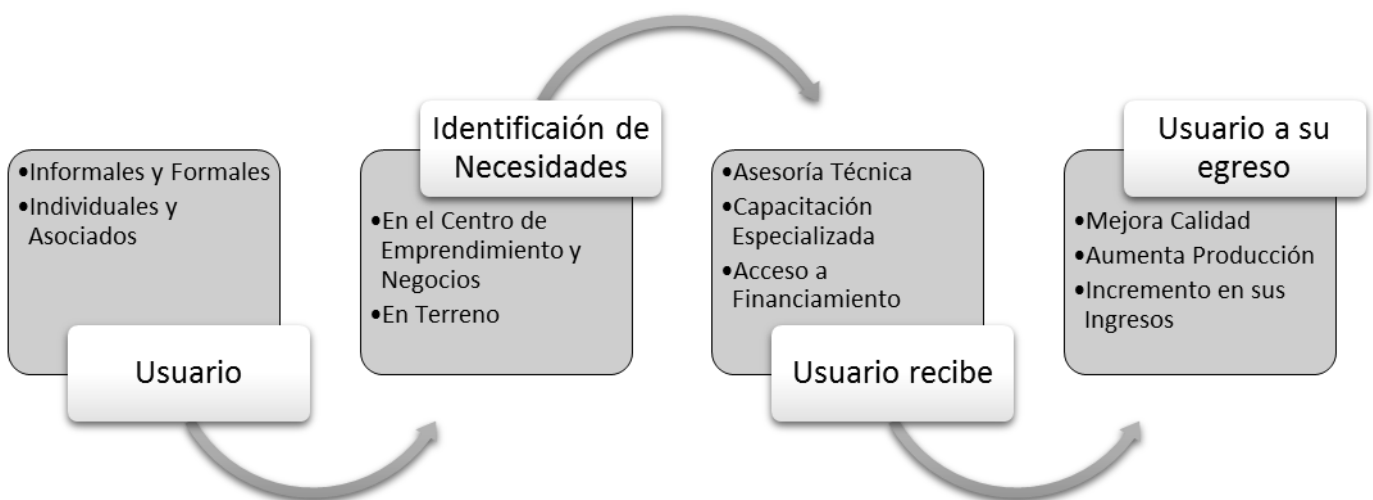 •Informales y Formales
•Individuales y
Asociados
Usuario
Identificaión de
Necesidades
•En el Centro de
Emprendimiento y
Negocios
•En Terreno
•Asesoría Técnica
•Capacitación
Especializada
•Acceso a
Financiamiento
Usuario recibe
Usuario a su
egreso
•Mejora Calidad
•Aumenta Producción
•Incremento en sus
Ingresos